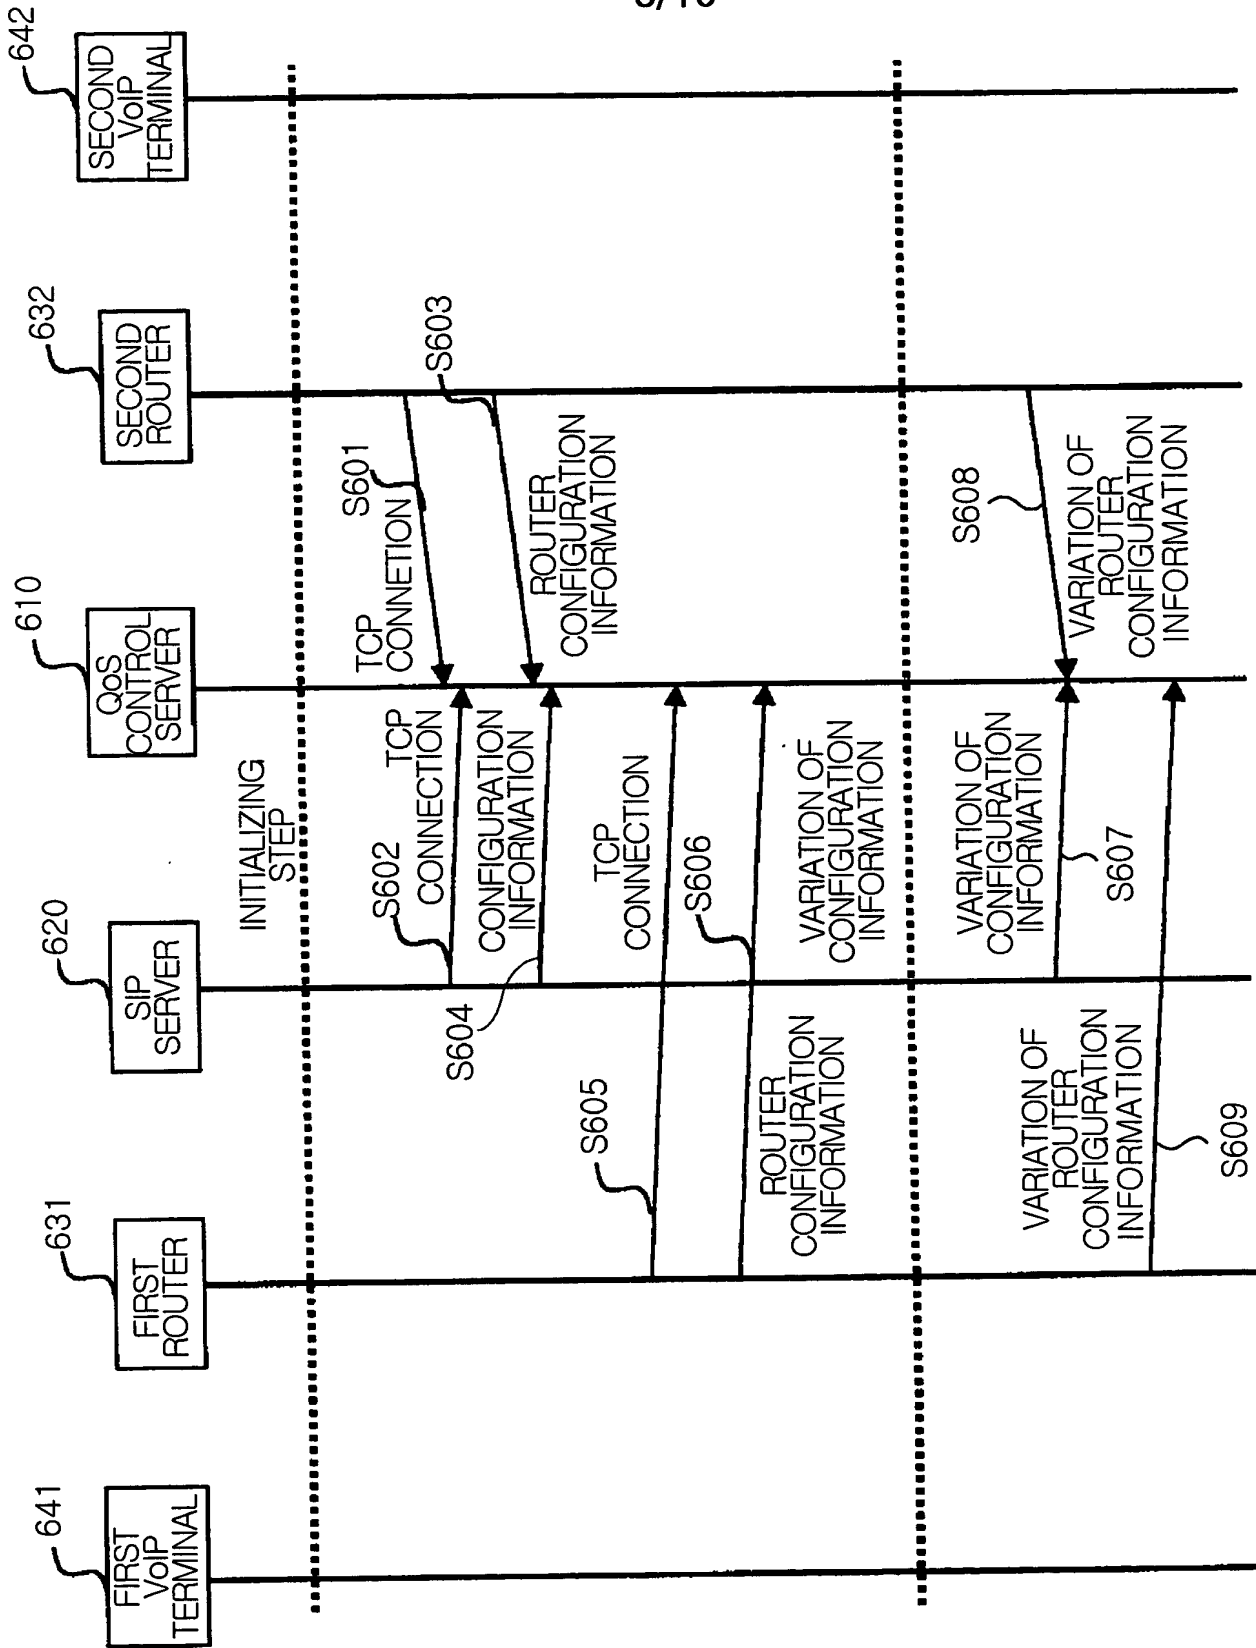 641
631
620
610
632
642
FIRST
VoIP
TERMINAL
FIRST
ROUTER
SIP
SERVER
QoS
CONTROL
SERVER
SECOND
ROUTER
SECOND
VoIP
TERMINAL
INITIALIZING
STEP
TCP
CONNETION
S601
S602
TCP
CONNECTION
S603
S604
CONFIGURATION
INFORMATION
ROUTER
CONFIGURATION
INFORMATION
S605
TCP
CONNECTION
S606
ROUTER
CONFIGURATION
INFORMATION
VARIATION OF
CONFIGURATION
INFORMATION
VARIATION OF
CONFIGURATION
INFORMATION
S607
S608
VARIATION OF
ROUTER
CONFIGURATION
INFORMATION
VARIATION OF
ROUTER
CONFIGURATION
INFORMATION
S609